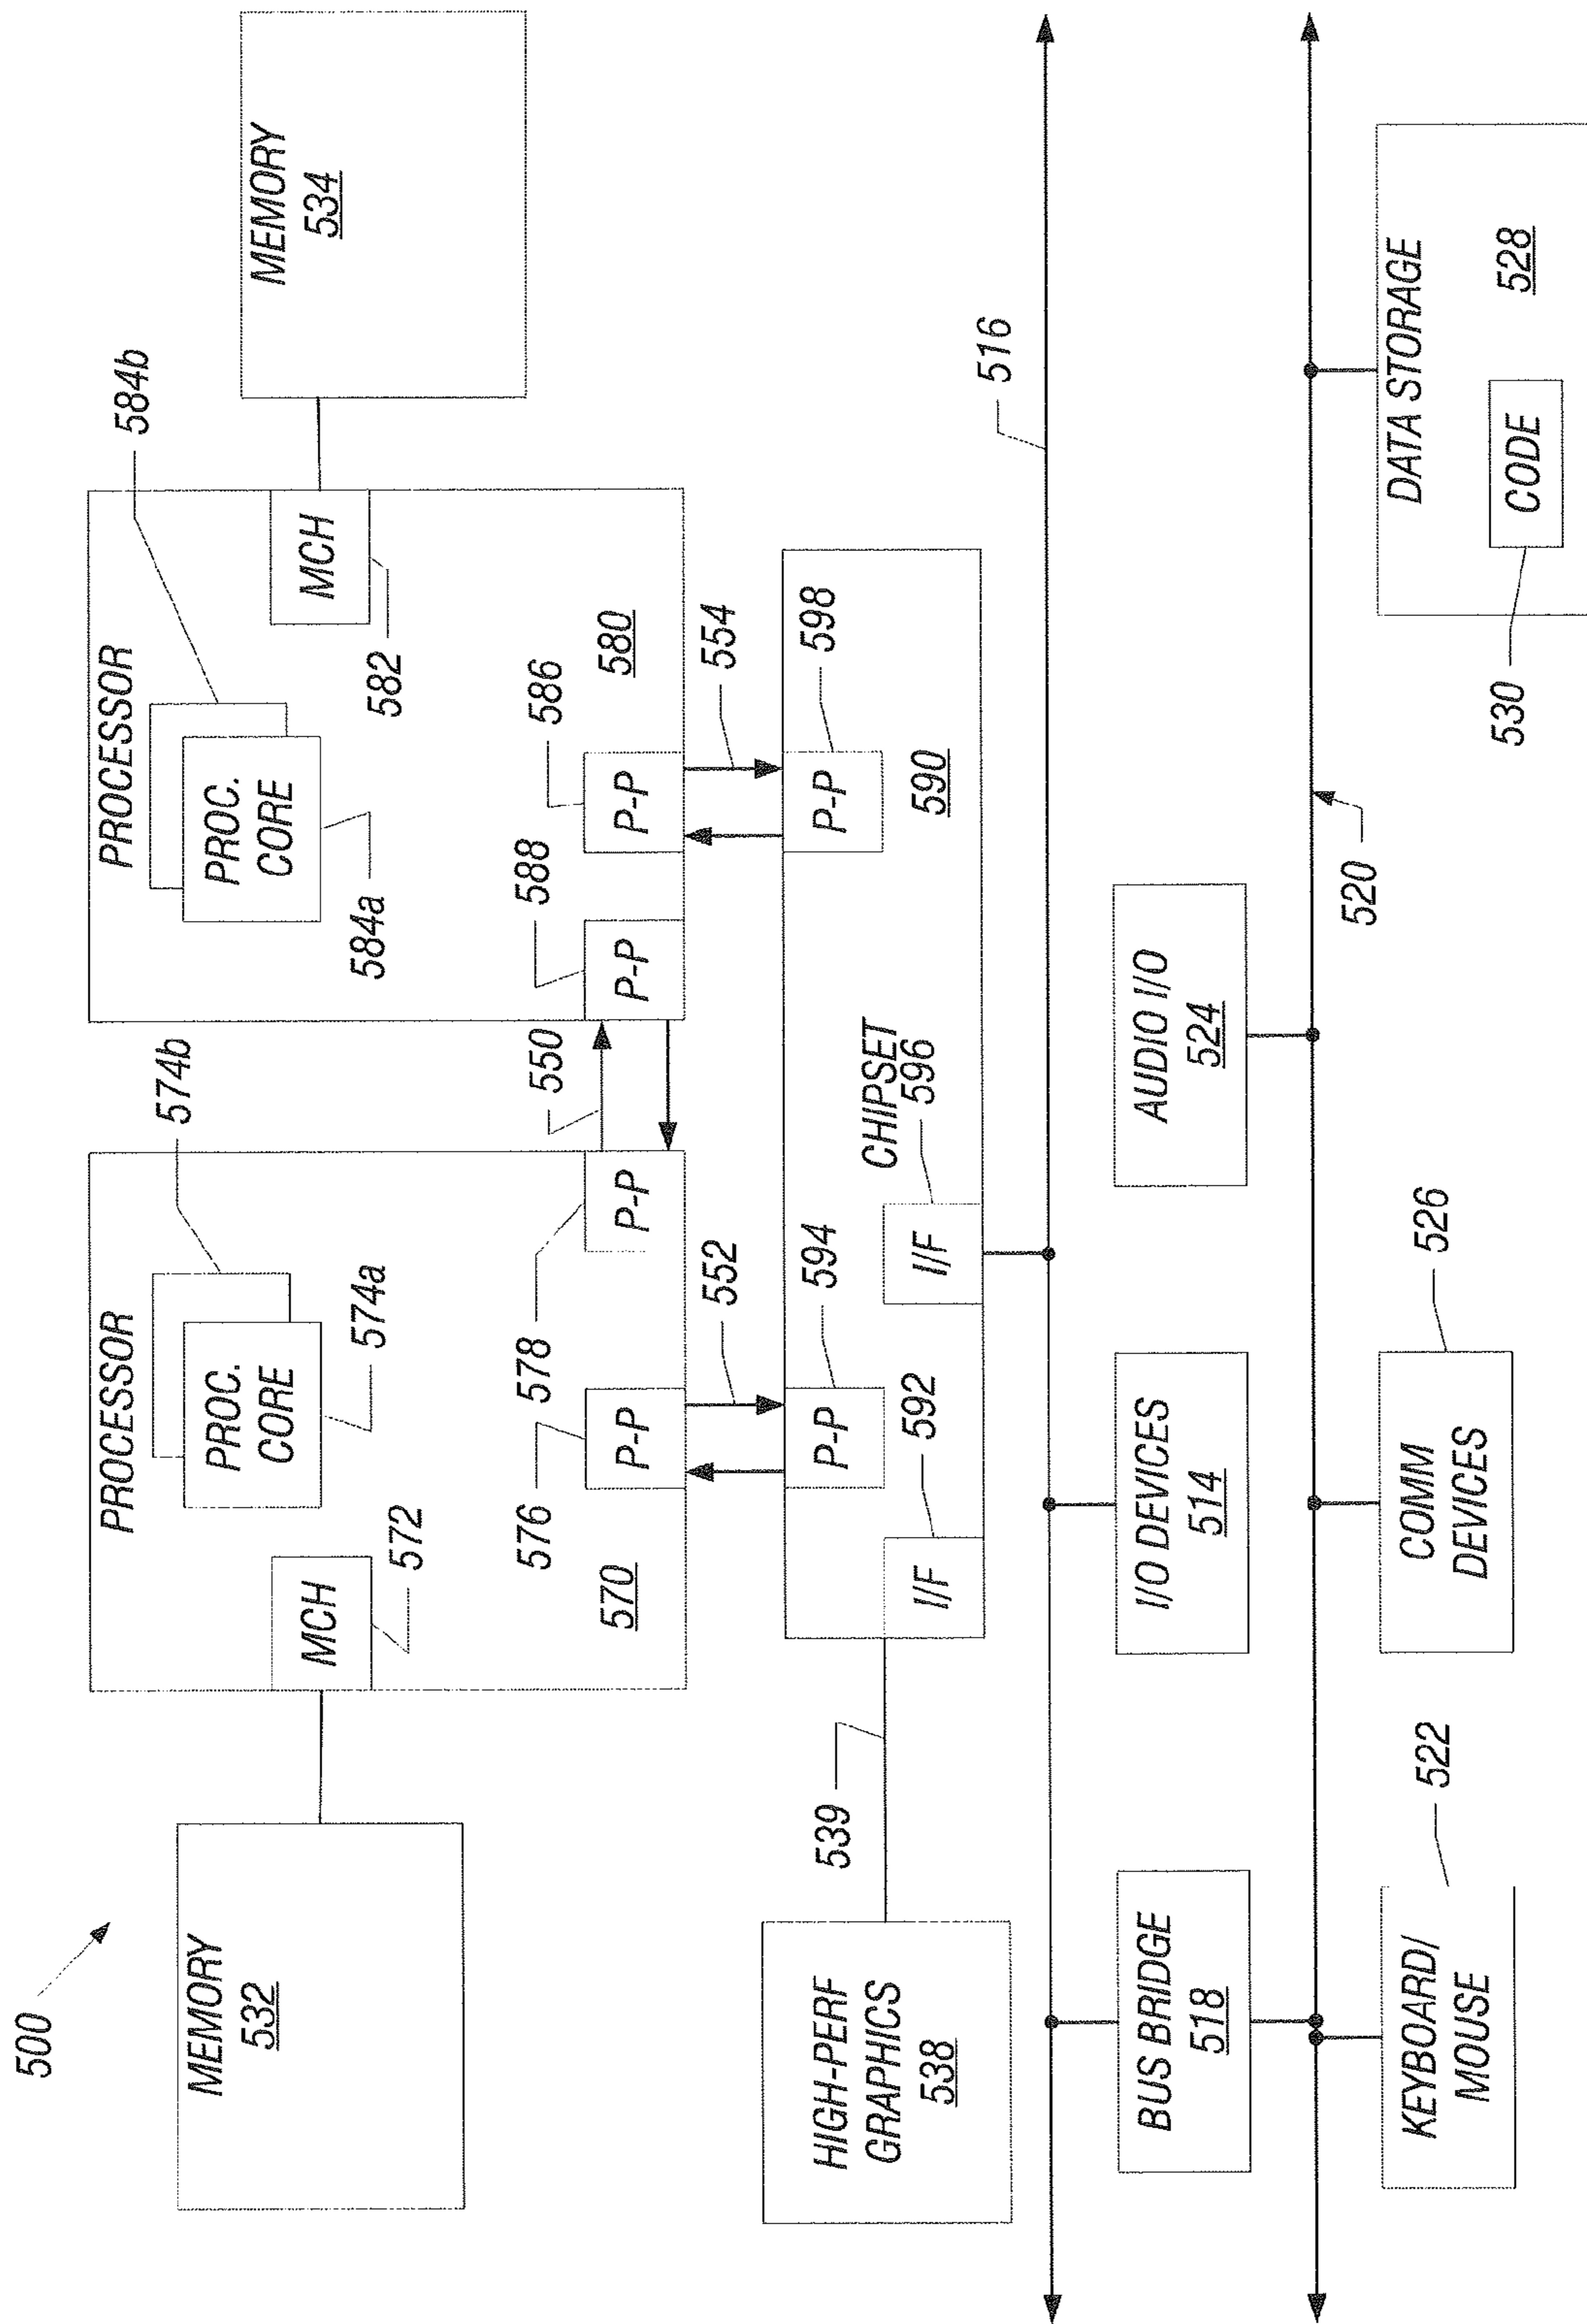 500
MEMORY
532
MEMORY
534
PROCESSOR
574b
PROC.
CORE
574a
MCH
572
570
576
P-P
578
P-P
550
PROCESSOR
584b
PROC.
CORE
584a
MCH
582
580
588
P-P
586
P-P
552
554
594
P-P
598
P-P
590
CHIPSET
592
I/F
596
I/F
HIGH-PERF
GRAPHICS
538
539
516
BUS BRIDGE
518
I/O DEVICES
514
AUDIO I/O
524
520
KEYBOARD/
MOUSE
522
COMM
DEVICES
526
DATA STORAGE
528
CODE
530